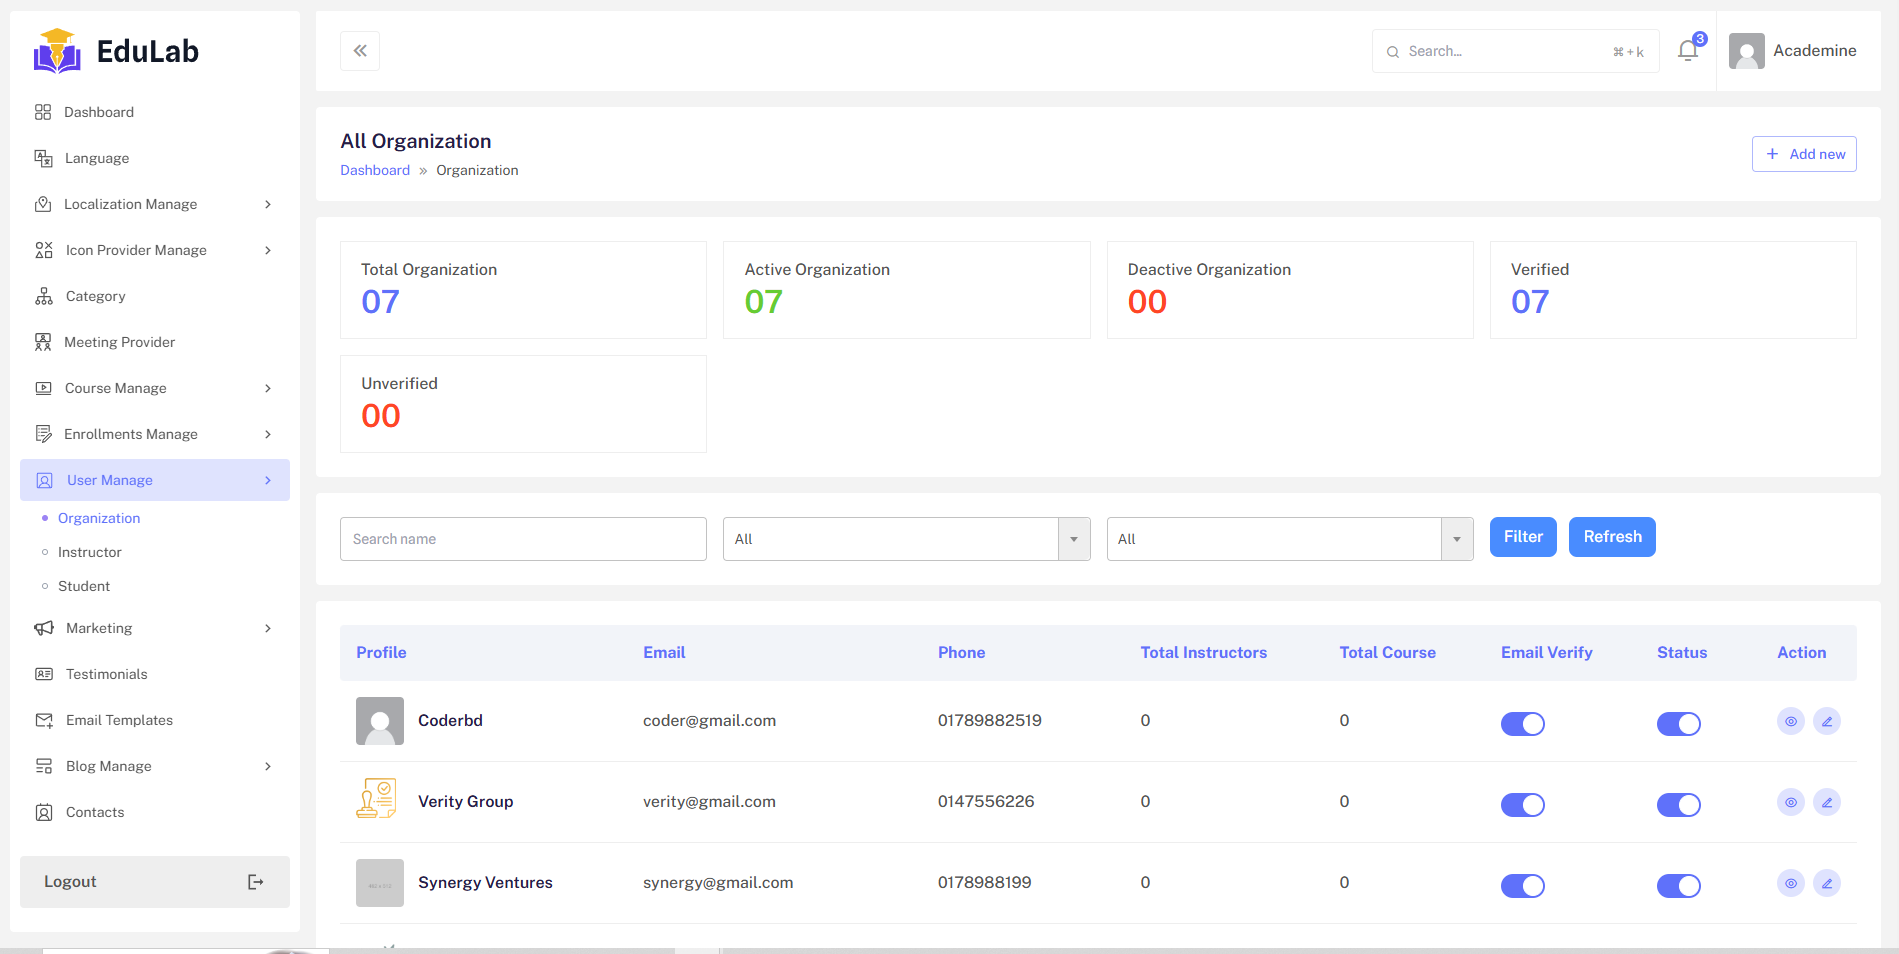 EduLab
Dashboard
Language
Localization Manage
Icon Provider Manage
Category
Meeting Provider
Course Manage
Enrollments Manage
User Manage
Organization
Instructor
Student
Marketing
Testimonials
Email Templates
Blog Manage
Contacts
Logout
Search... ⌘+k
3
Academine
All Organization
Dashboard » Organization
+ Add new
Total Organization
07
Active Organization
07
Deactive Organization
00
Verified
07
Unverified
00
Search name
All
All
Filter
Refresh
Profile Email Phone Total Instructors Total Course Email Verify Status Action
Coderbd coder@gmail.com 01789882519 0 0
Verity Group verity@gmail.com 0147556226 0 0
Synergy Ventures synergy@gmail.com 0178988199 0 0